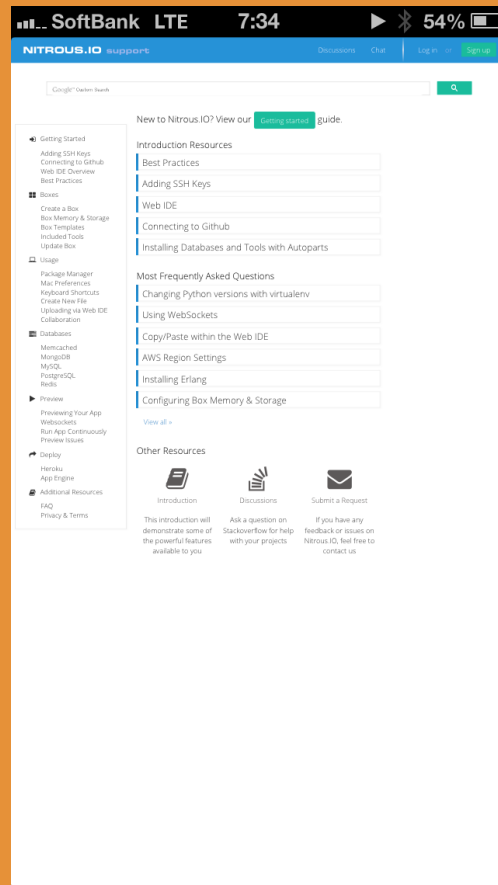 SoftBank LTE 7:34 54%
NITROUS.IO support
Discussions Chat Log in or Sign up
Google™ Custom Search
New to Nitrous.IO? View our Getting started guide.
Getting Started
Adding SSH Keys
Connecting to Github
Web IDE Overview
Best Practices
Boxes
Create a Box
Box Memory & Storage
Box Templates
Included Tools
Update Box
Usage
Package Manager
Mac Preferences
Keyboard Shortcuts
Create New File
Uploading via Web IDE
Collaboration
Databases
Memcached
MongoDB
MySQL
PostgreSQL
Redis
Preview
Previewing Your App
Websockets
Run App Continuously
Preview Issues
Deploy
Heroku
App Engine
Additional Resources
FAQ
Privacy & Terms
Introduction Resources
Best Practices
Adding SSH Keys
Web IDE
Connecting to Github
Installing Databases and Tools with Autoparts
Most Frequently Asked Questions
Changing Python versions with virtualenv
Using WebSockets
Copy/Paste within the Web IDE
AWS Region Settings
Installing Erlang
Configuring Box Memory & Storage
View all »
Other Resources
Introduction
This introduction will
demonstrate some of
the powerful features
available to you
Discussions
Ask a question on
Stackoverflow for help
with your projects
Submit a Request
If you have any
feedback or issues on
Nitrous.IO, feel free to
contact us